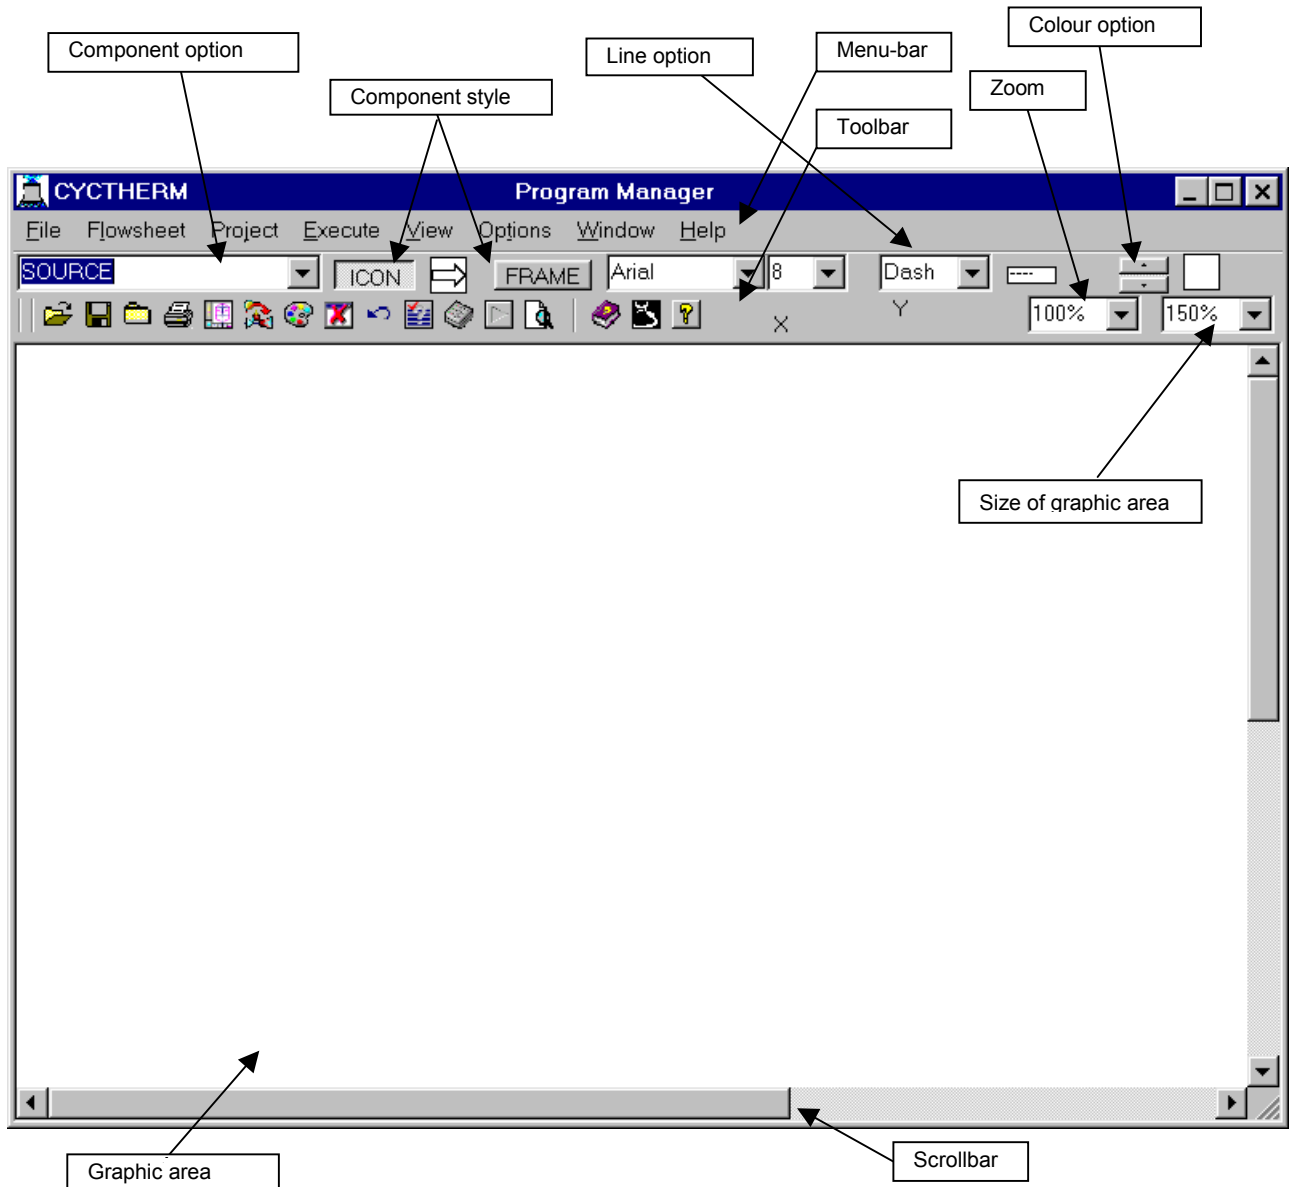 Colour option
Component option
Line option
Menu-bar
Component style
Zoom
Toolbar
CYCTHERM Program Manager
File Flowsheet Project Execute View Options Window Help
SOURCE ICON FRAME Arial 8 Dash
X Y 100% 150%
Size of graphic area
Scrollbar
Graphic area